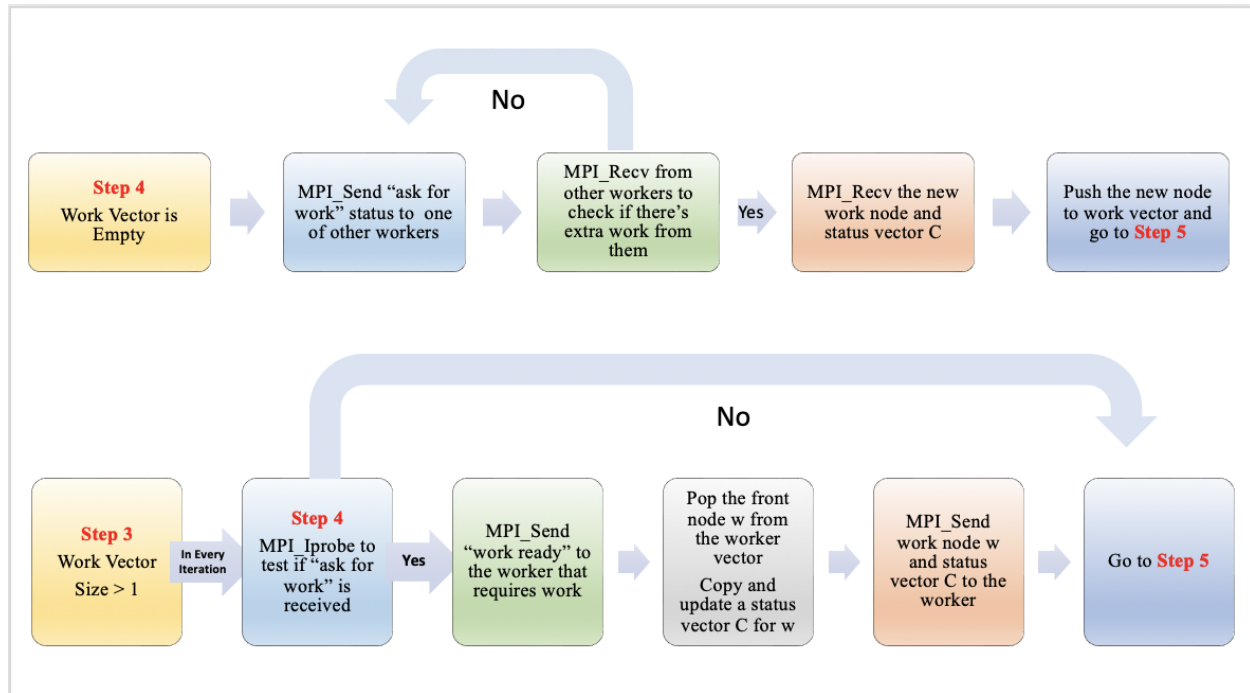 No
Step 4
Work Vector is
Empty
MPI_Send “ask for
work” status to  one
of other workers
MPI_Recv from
other workers to
check if there’s
extra work from
them
Yes
MPI_Recv the new
work node and
status vector C
Push the new node
to work vector and
go to Step 5
No
Step 3
Work Vector
Size > 1
In Every
Iteration
Step 4
MPI_Iprobe to
test if “ask for
work” is
received
Yes
MPI_Send
“work ready” to
the worker that
requires work
Pop the front
node w from
the worker
vector
Copy and
update a status
vector C for w
MPI_Send
work node w
and status
vector C to the
worker
Go to Step 5